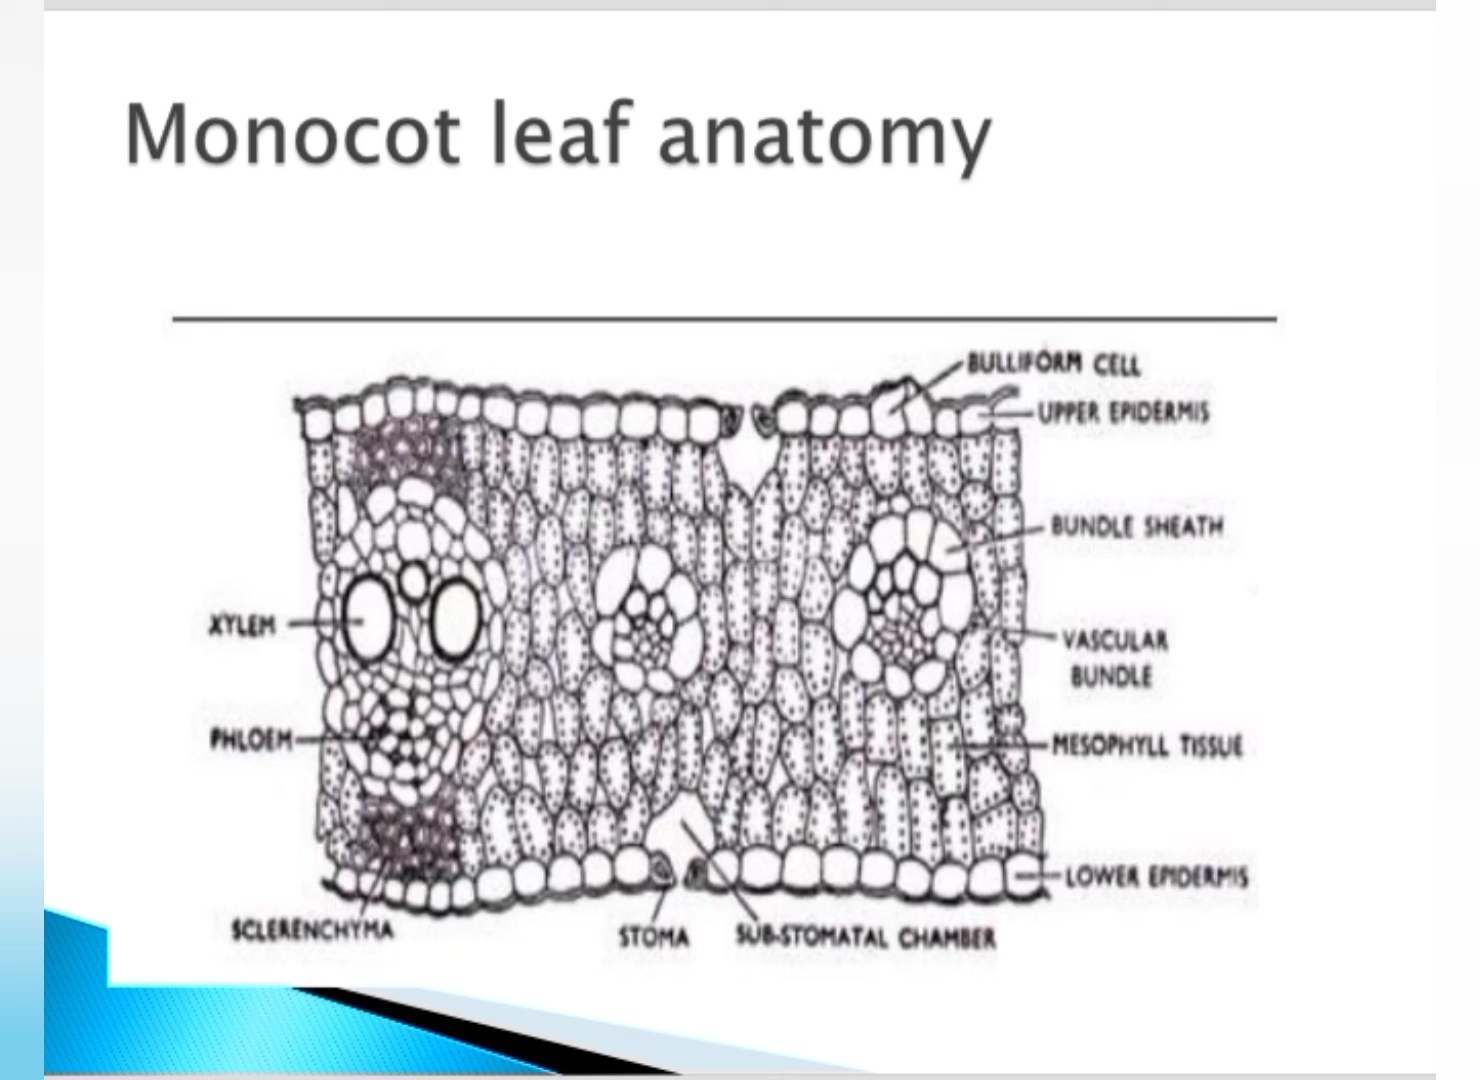 Monocot leaf anatomy
BULLIFORM CELL
UPPER EPIDERMIS
BUNDLE SHEATH
XYLEM
VASCULAR
BUNDLE
PHLOEM
MESOPHYLL TISSUE
LOWER EPIDERMIS
SCLERENCHYMA
STOMA
SUB-STOMATAL CHAMBER